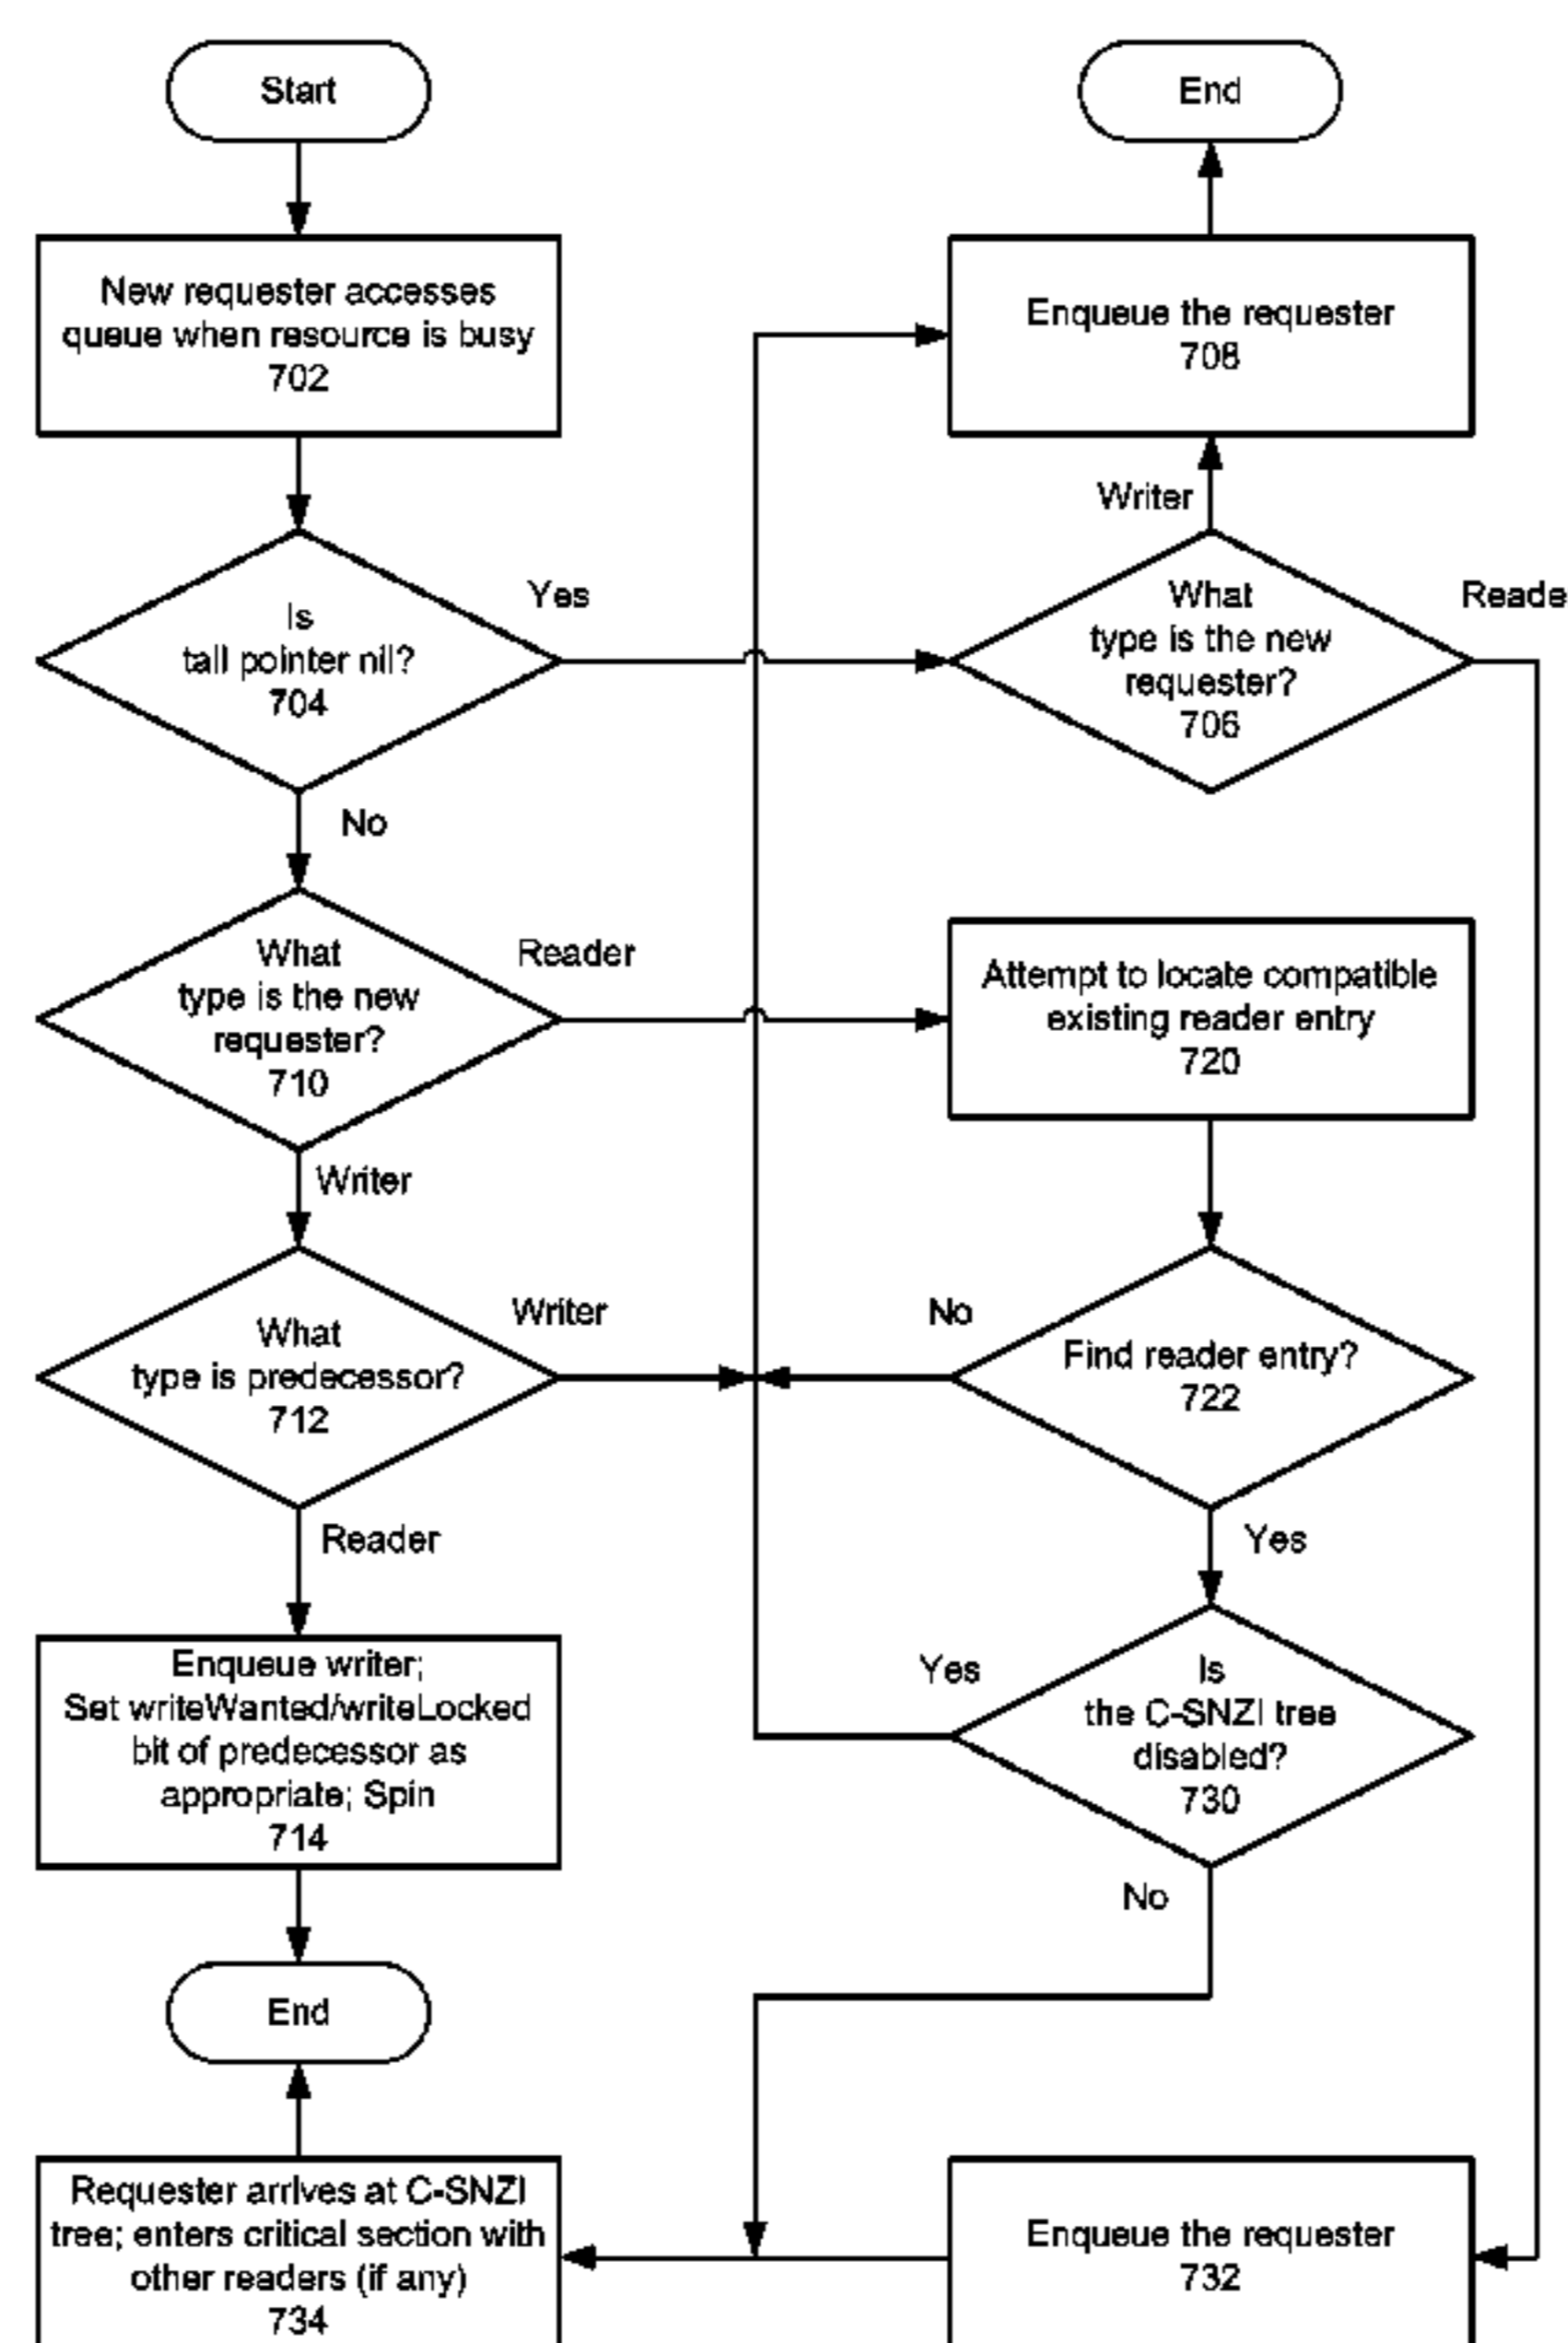 Start
New requester accesses
queue when resource is busy
702
Is
tall pointer nil?
704
Yes
No
What
type is the new
requester?
710
Reader
Writer
What
type is predecessor?
712
Writer
Reader
Enqueue writer;
Set writeWanted/writeLocked
bit of predecessor as
appropriate; Spin
714
End
Requester arrives at C-SNZI
tree; enters critical section with
other readers (if any)
734
End
Enqueue the requester
708
Writer
What
type is the new
requester?
706
Reade
Attempt to locate compatible
existing reader entry
720
Find reader entry?
722
No
Yes
Is
the C-SNZI tree
disabled?
730
Yes
No
Enqueue the requester
732